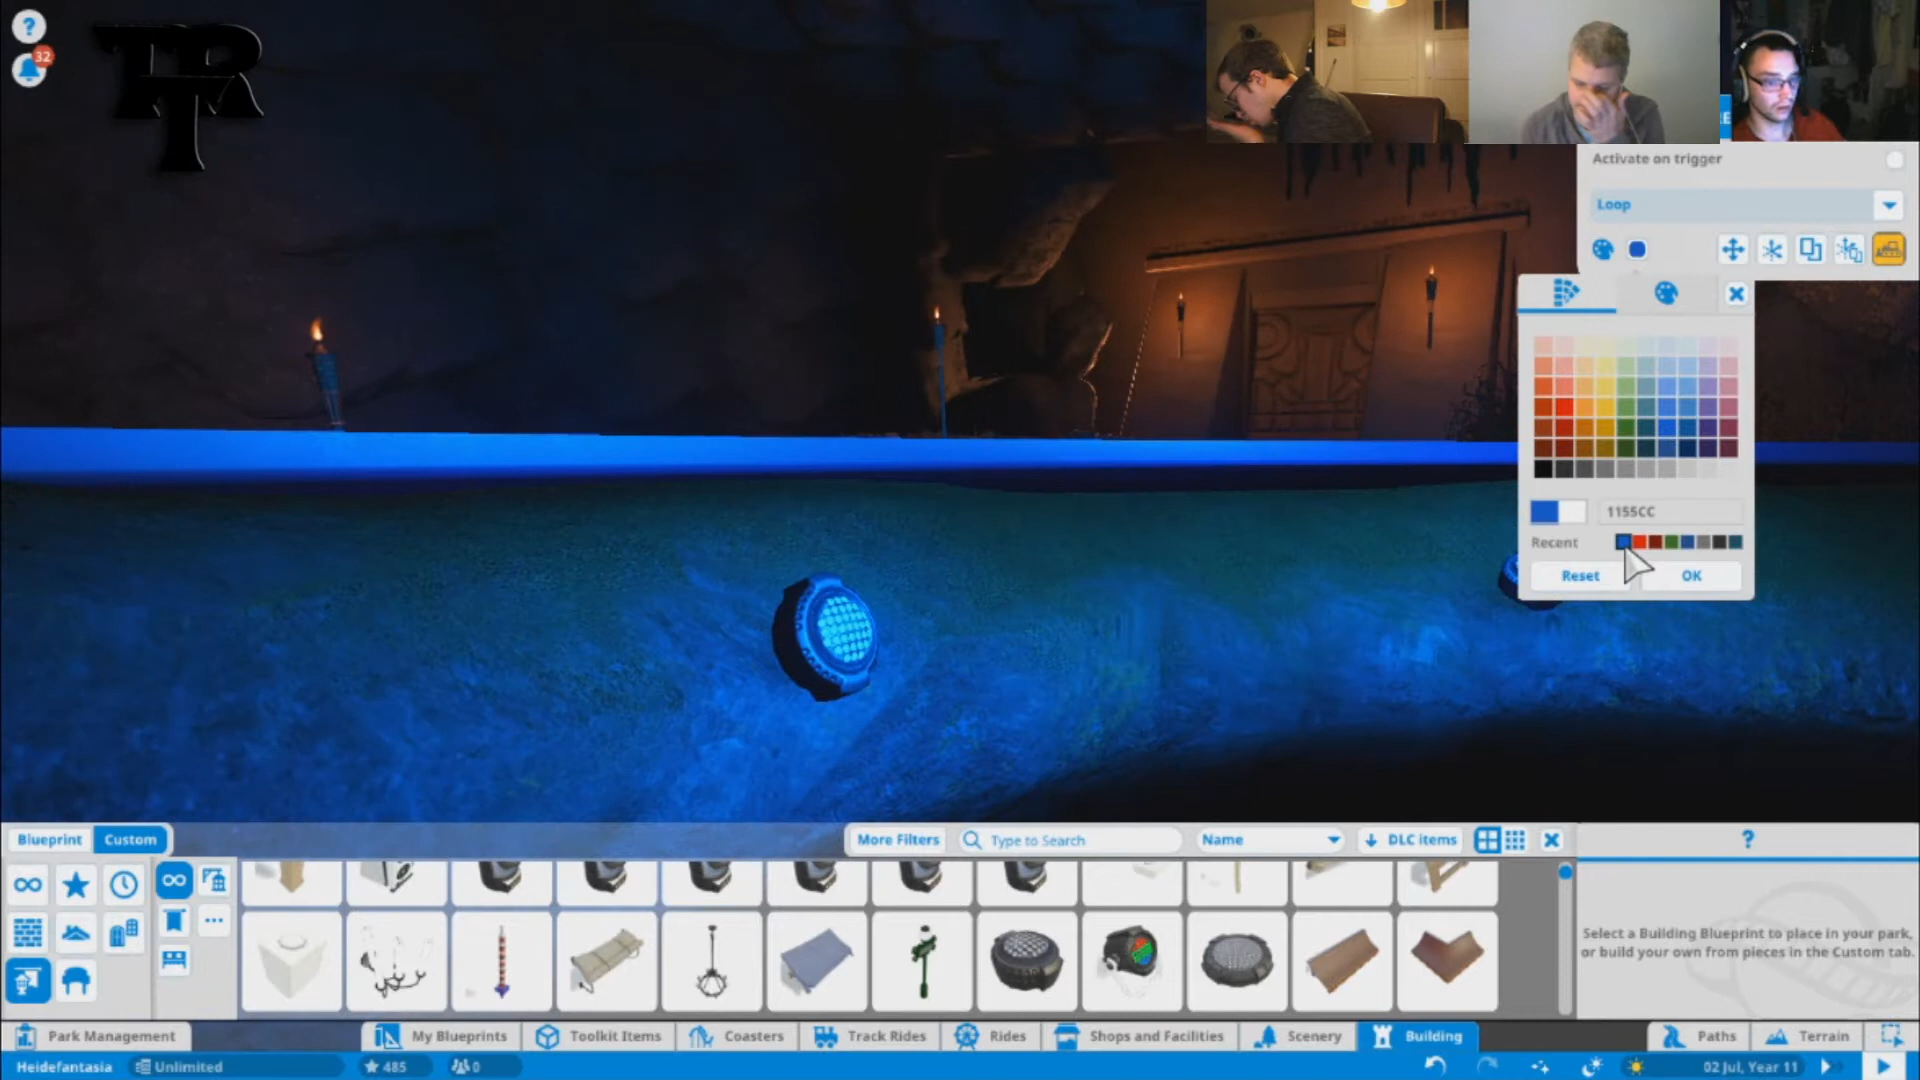 ?
32
TRT
Activate on trigger
Loop
1155CC
Recent
Reset
OK
Blueprint
Custom
More Filters
Type to Search
Name
DLC items
?
Select a Building Blueprint to place in your park,
or build your own from pieces in the Custom tab.
Park Management
My Blueprints
Toolkit Items
Coasters
Track Rides
Rides
Shops and Facilities
Scenery
Building
Paths
Terrain
Heidefantasia
Unlimited
485
0
02 Jul, Year 11